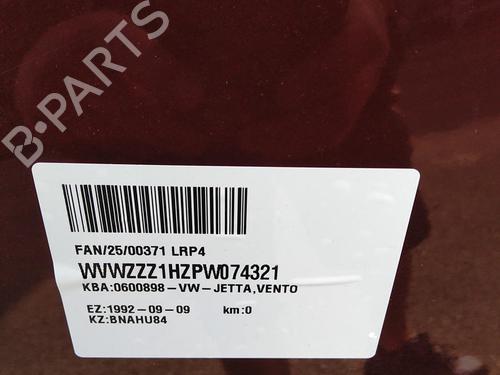 B-PARTS
FAN/25/00371 LRP4
WVWZZZ1HZPW074321
KBA:0600898-VW-JETTA,VENTO
EZ:1992-09-09 km:0
KZ:BNAHU84